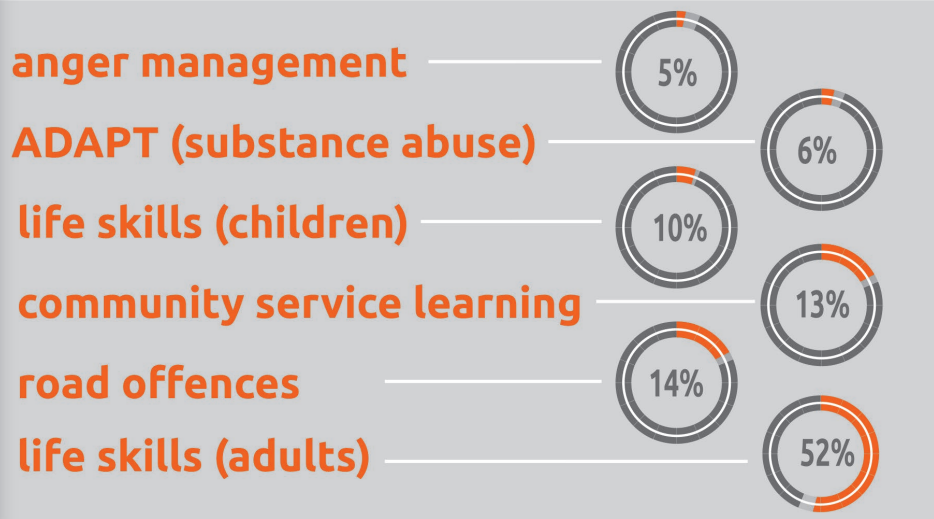 anger management 5%
ADAPT (substance abuse) 6%
life skills (children) 10%
community service learning 13%
road offences 14%
life skills (adults) 52%